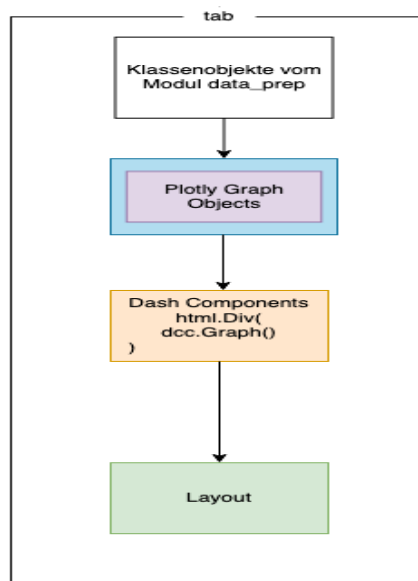 tab
Klassenobjekte vom
Modul data_prep
Plotly Graph
Objects
Dash Components
html.Div(
dcc.Graph()
)
Layout